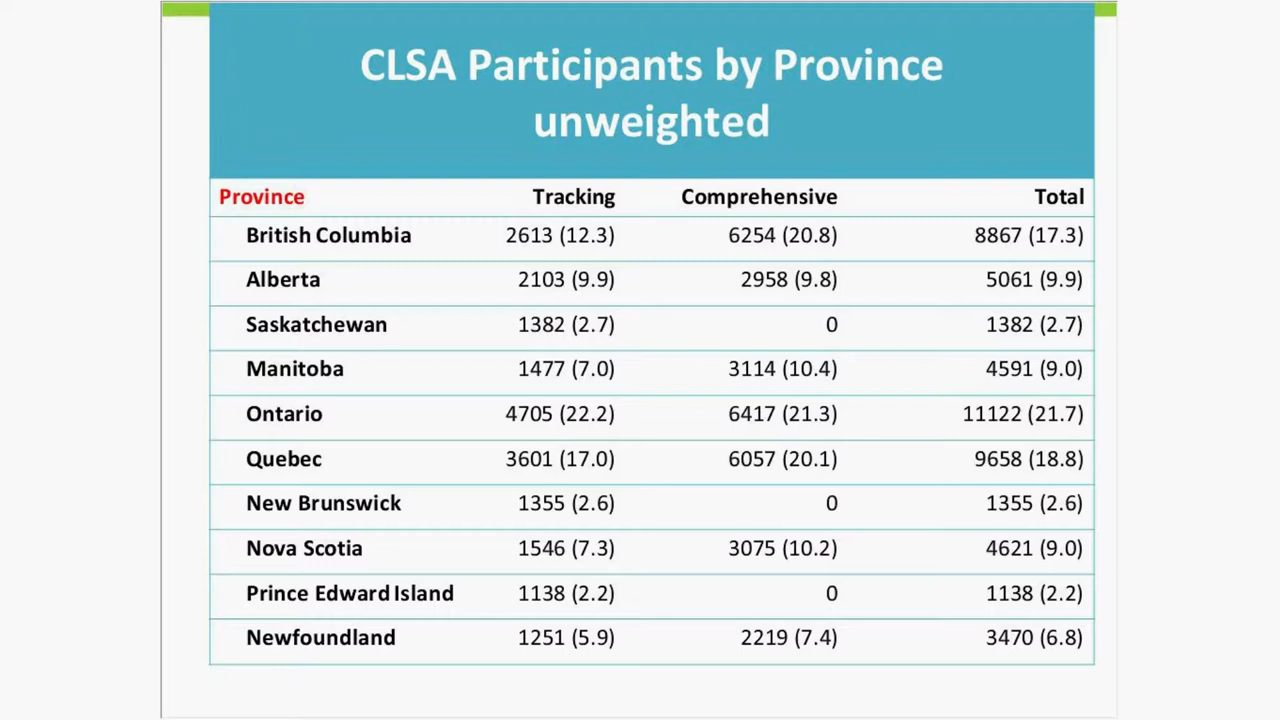 CLSA Participants by Province
unweighted
Province Tracking Comprehensive Total
British Columbia 2613 (12.3) 6254 (20.8) 8867 (17.3)
Alberta 2103 (9.9) 2958 (9.8) 5061 (9.9)
Saskatchewan 1382 (2.7) 0 1382 (2.7)
Manitoba 1477 (7.0) 3114 (10.4) 4591 (9.0)
Ontario 4705 (22.2) 6417 (21.3) 11122 (21.7)
Quebec 3601 (17.0) 6057 (20.1) 9658 (18.8)
New Brunswick 1355 (2.6) 0 1355 (2.6)
Nova Scotia 1546 (7.3) 3075 (10.2) 4621 (9.0)
Prince Edward Island 1138 (2.2) 0 1138 (2.2)
Newfoundland 1251 (5.9) 2219 (7.4) 3470 (6.8)